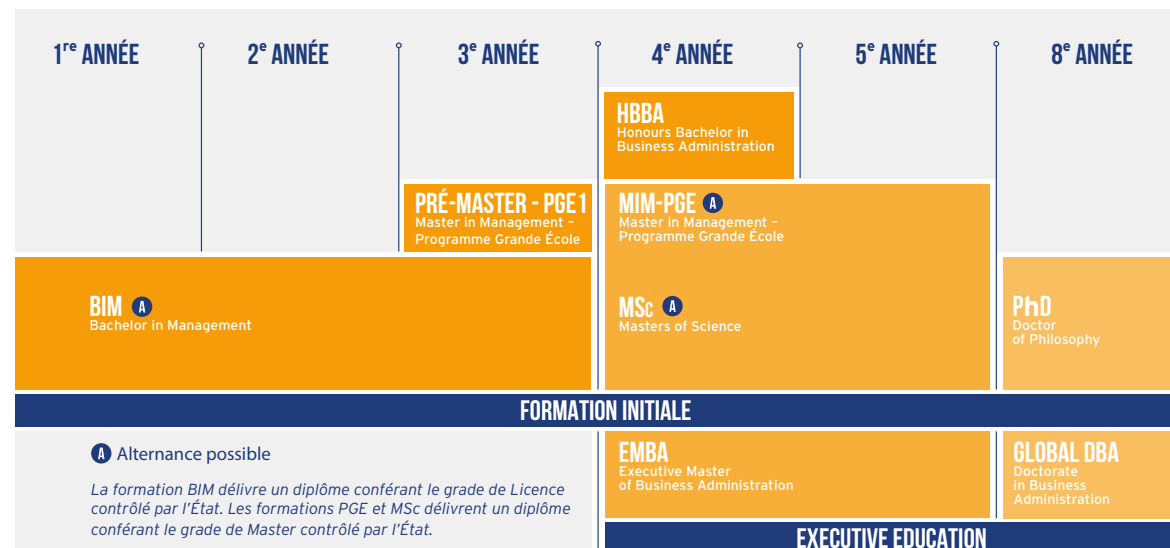 1re ANNÉE
2e ANNÉE
3e ANNÉE
4e ANNÉE
5e ANNÉE
8e ANNÉE
HBBA
Honours Bachelor in
Business Administration
PRÉ-MASTER - PGE1
Master in Management –
Programme Grande École
MIM-PGE A
Master in Management –
Programme Grande École
BIM A
Bachelor in Management
MSc A
Masters of Science
PhD
Doctor
of Philosophy
FORMATION INITIALE
A Alternance possible
La formation BIM délivre un diplôme conférant le grade de Licence
contrôlé par l’État. Les formations PGE et MSc délivrent un diplôme
conférant le grade de Master contrôlé par l’État.
EMBA
Executive Master
of Business Administration
GLOBAL DBA
Doctorate
in Business
Administration
EXECUTIVE EDUCATION